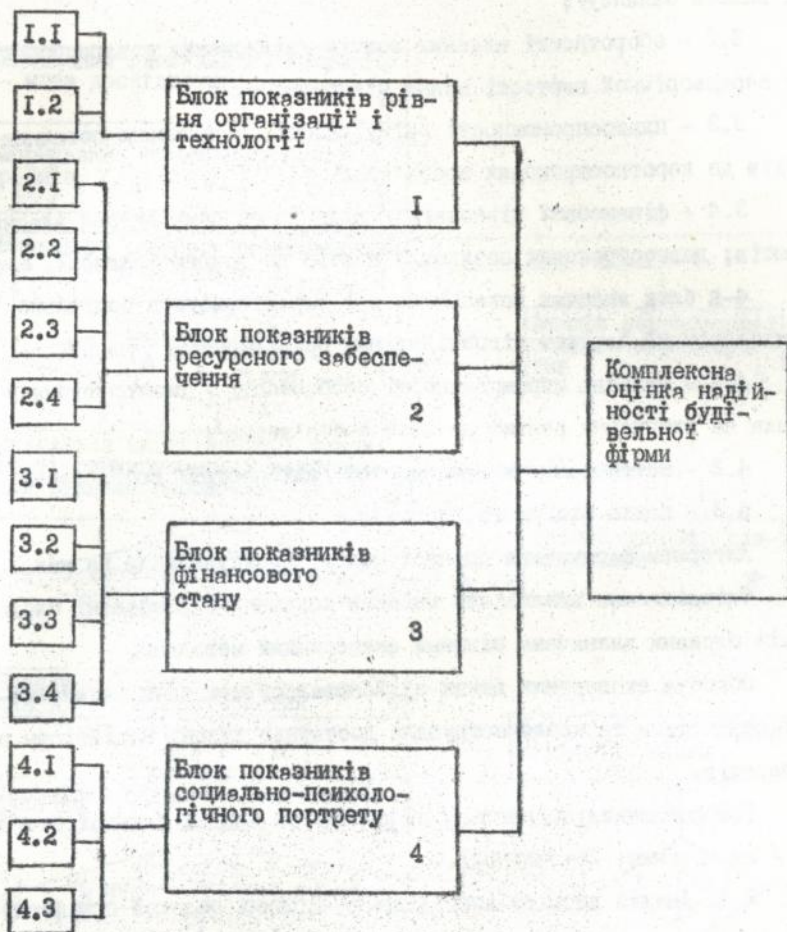 I.I
I.2
2.I
2.2
2.3
2.4
3.I
3.2
3.3
3.4
4.I
4.2
4.3
Блок показників рів-
ня організації і
технології
I
Блок показників
ресурсного забеспе-
чення
2
Блок показників
фінансового
стану
3
Блок показників
социально-психоло-
гічного портрету
4
Комплексна
оцінка надій-
ності буді-
вельної
фірми